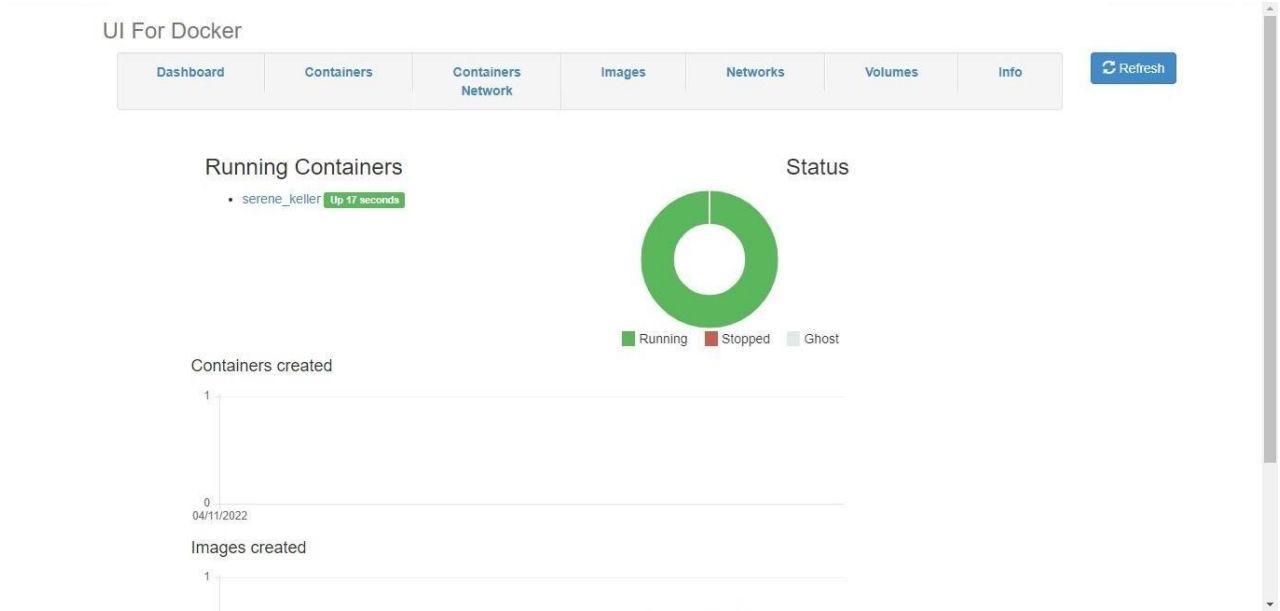 UI For Docker
Dashboard
Containers
Containers
Network
Images
Networks
Volumes
Info
Refresh
Running Containers
serene_keller Up 17 seconds
Status
Running Stopped Ghost
Containers created
1
0
04/11/2022
Images created
1